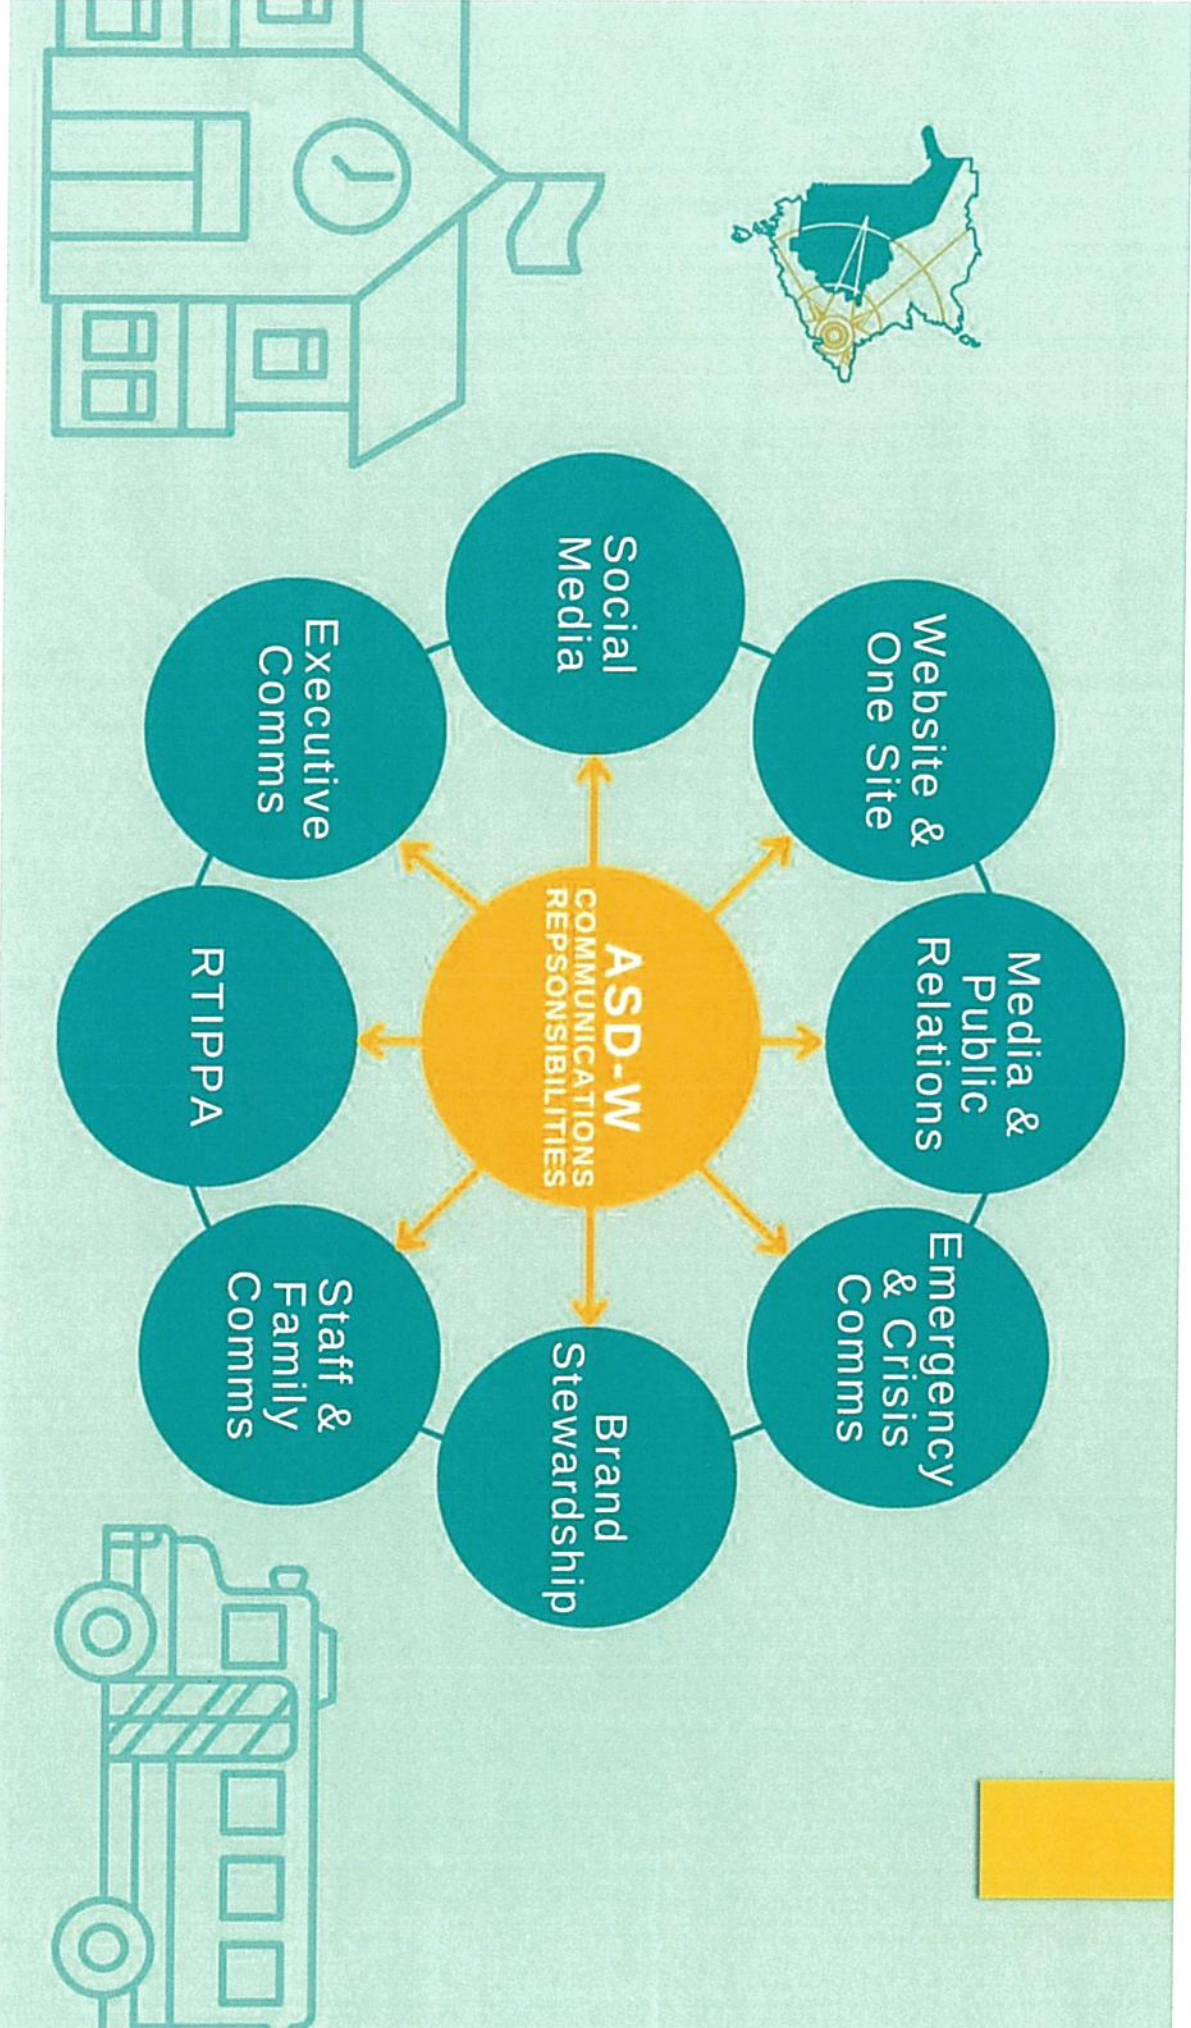 Media &
Public
Relations
Website &
One Site
Emergency
& Crisis
Comms
Social
Media
ASD-W
COMMUNICATIONS
REPSONSIBILITIES
Brand
Stewardship
Executive
Comms
Staff &
Family
Comms
RTIPPA